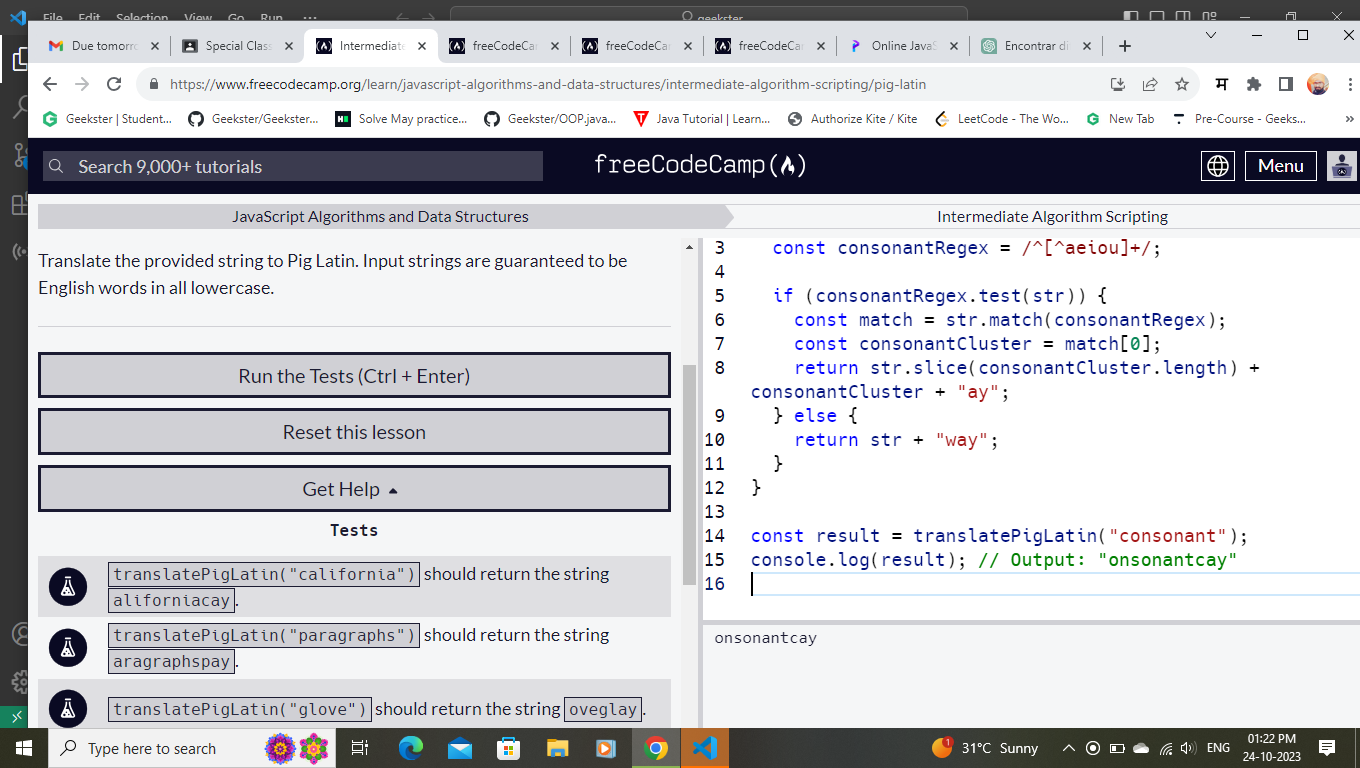 File Edit Selection View Go Run ··· geekster
Due tomorro Special Clas Intermediate freeCodeCa freeCodeCa freeCodeCa Online JavaS Encontrar di
https://www.freecodecamp.org/learn/javascript-algorithms-and-data-structures/intermediate-algorithm-scripting/pig-latin
Geekster | Student... Geekster/Geekster... Solve May practice... Geekster/OOP.java... Java Tutorial | Learn... Authorize Kite / Kite LeetCode - The Wo... New Tab Pre-Course - Geeks... »
Search 9,000+ tutorials freeCodeCamp Menu
JavaScript Algorithms and Data Structures Intermediate Algorithm Scripting
Translate the provided string to Pig Latin. Input strings are guaranteed to be
English words in all lowercase.
Run the Tests (Ctrl + Enter)
Reset this lesson
Get Help
Tests
translatePigLatin("california") should return the string
aliforniacay.
translatePigLatin("paragraphs") should return the string
aragraphspay.
translatePigLatin("glove") should return the string oveglay.
3 const consonantRegex = /^[^aeiou]+/;
4
5 if (consonantRegex.test(str)) {
6 const match = str.match(consonantRegex);
7 const consonantCluster = match[0];
8 return str.slice(consonantCluster.length) +
consonantCluster + "ay";
9 } else {
10 return str + "way";
11 }
12 }
13
14 const result = translatePigLatin("consonant");
15 console.log(result); // Output: "onsonantcay"
16
onsonantcay
Type here to search 1 31°C Sunny ENG 01:22 PM
24-10-2023